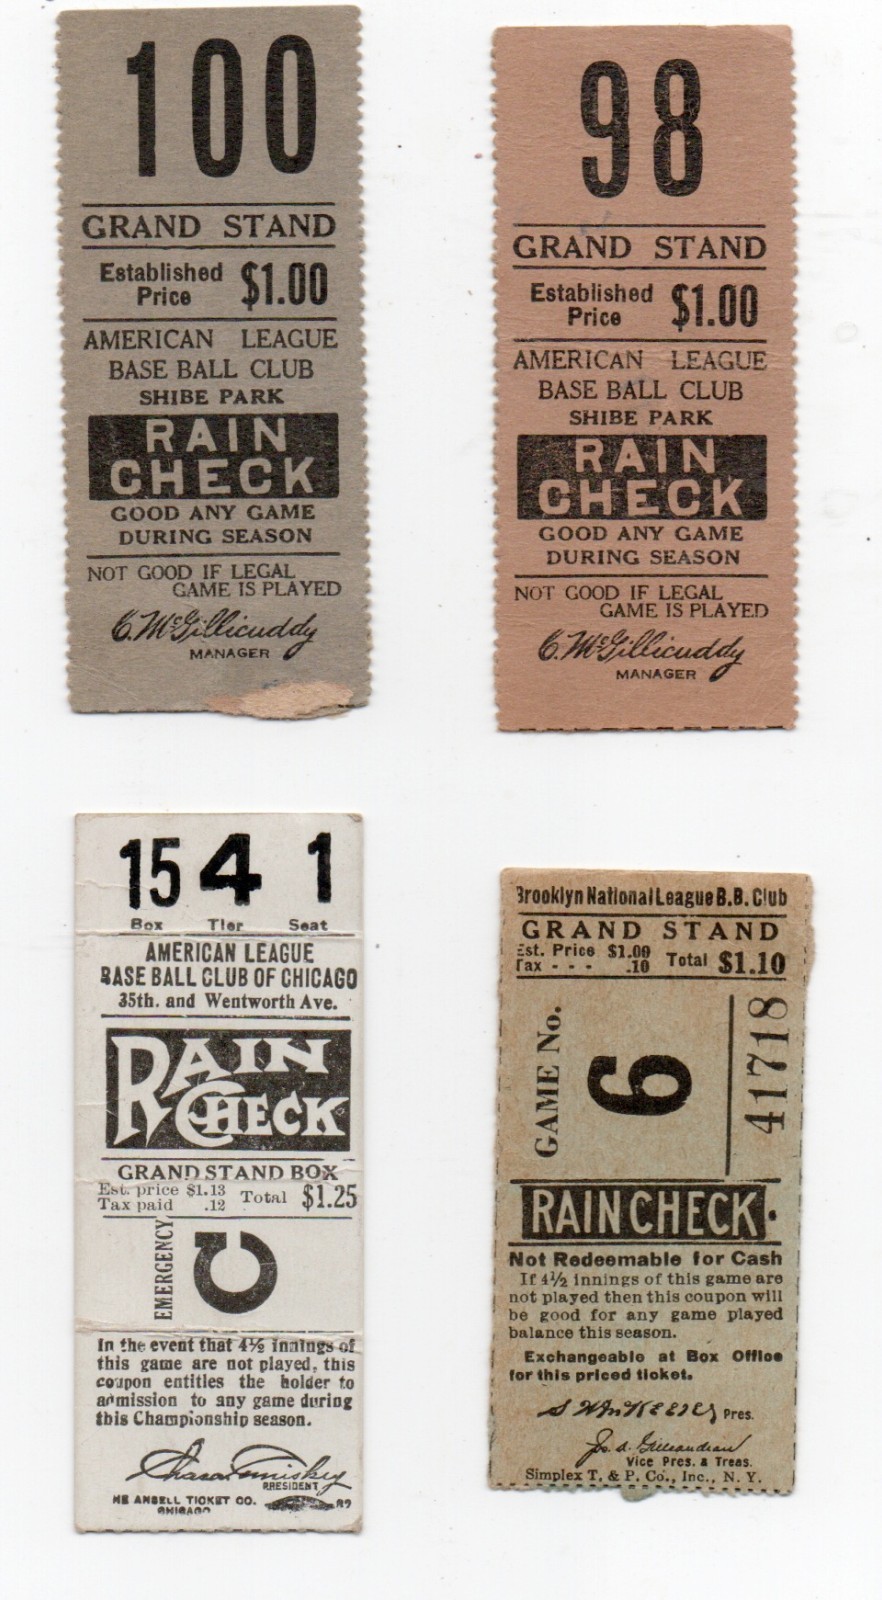 100
GRAND STAND
Established Price $1.00
AMERICAN LEAGUE
BASE BALL CLUB
SHIBE PARK
RAIN
CHECK
GOOD ANY GAME
DURING SEASON
NOT GOOD IF LEGAL
GAME IS PLAYED
C. McGillicuddy
MANAGER
98
GRAND STAND
Established Price $1.00
AMERICAN LEAGUE
BASE BALL CLUB
SHIBE PARK
RAIN
CHECK
GOOD ANY GAME
DURING SEASON
NOT GOOD IF LEGAL
GAME IS PLAYED
C. McGillicuddy
MANAGER
15 4 1
Box Tier Seat
AMERICAN LEAGUE
BASE BALL CLUB OF CHICAGO
35th. and Wentworth Ave.
RAIN
CHECK
GRAND STAND BOX
Est. price $1.13
Tax paid .12
Total $1.25
EMERGENCY
C
In the event that 4½ innings of
this game are not played, this
coupon entitles the holder to
admission to any game during
this Championship season.
PRESIDENT
ANSELL TICKET CO.
CHICAGO
Brooklyn National League B.B. Club
GRAND STAND
Est. Price $1.00
Tax - - - .10
Total $1.10
GAME No.
6
41718
RAIN CHECK.
Not Redeemable for Cash
If 4½ innings of this game are
not played then this coupon will
be good for any game played
balance this season.
Exchangeable at Box Office
for this priced ticket.
Pres.
Vice Pres. & Treas.
Simplex T. & P. Co., Inc., N. Y.